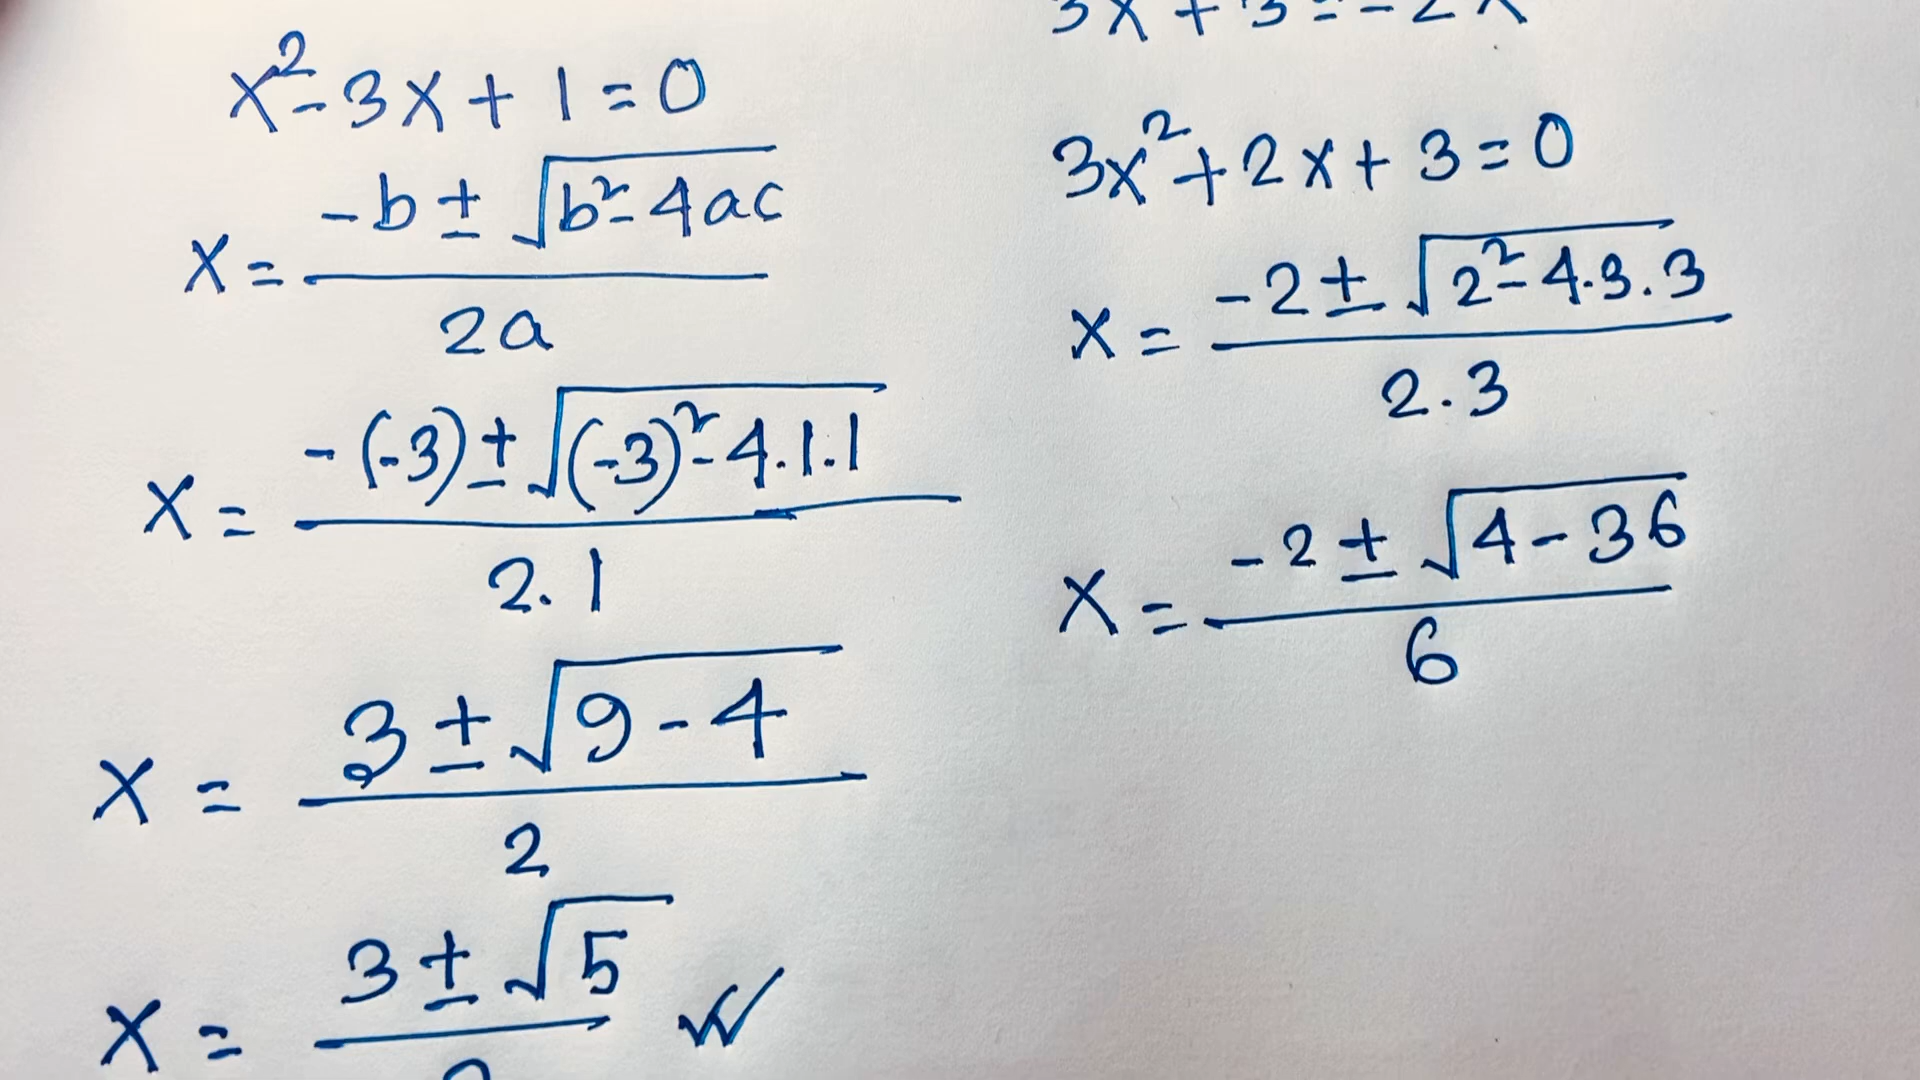 x² - 3x + 1 = 0
x = (-b ± √(b² - 4ac)) / 2a
x = (-(-3) ± √((-3)² - 4.1.1)) / 2.1
x = (3 ± √(9 - 4)) / 2
x = (3 ± √5) /
3x² + 2x + 3 = 0
x = (-2 ± √(2² - 4.3.3)) / 2.3
x = (-2 ± √(4 - 36)) / 6